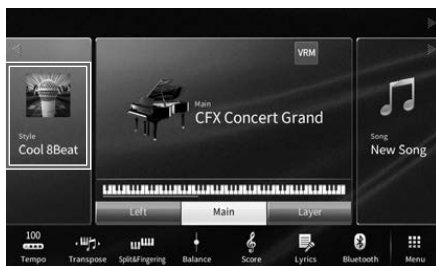 VRM
Main
CFX Concert Grand
Style
Cool 8Beat
Song
New Song
Left
Main
Layer
100
Tempo
Transpose
Split&Fingering
Balance
Score
Lyrics
Bluetooth
Menu